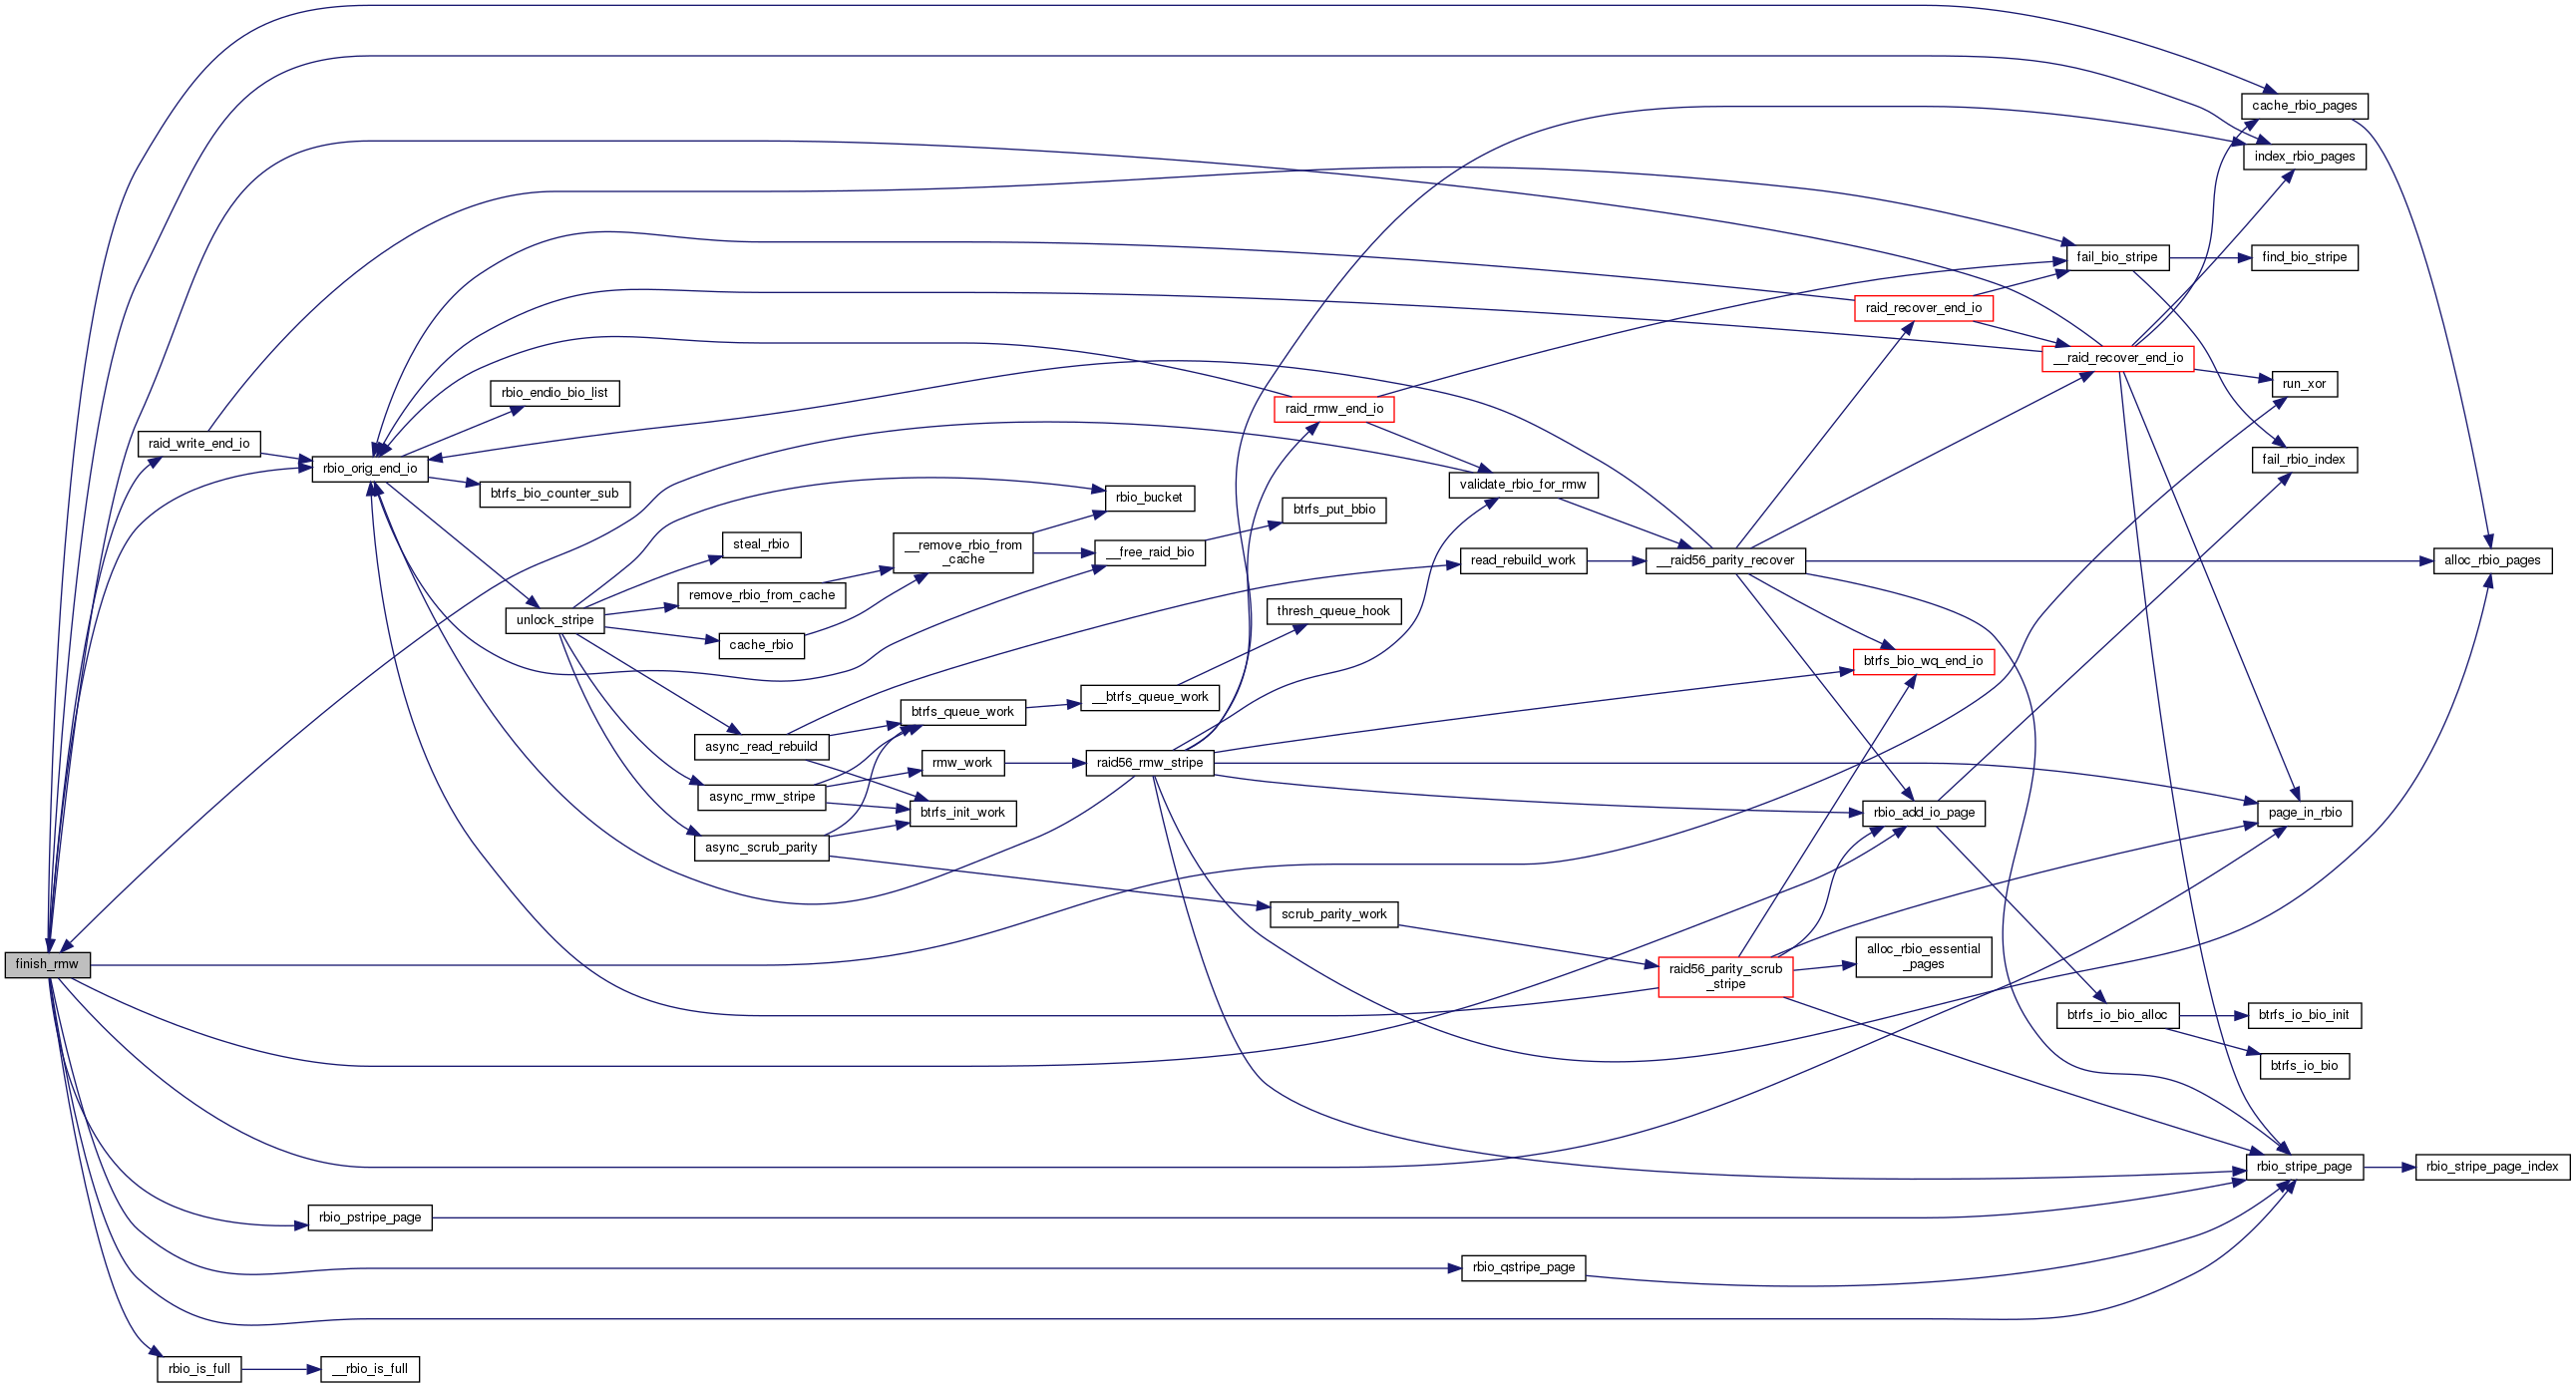 cache_rbio_pages
index_rbio_pages
fail_bio_stripe
find_bio_stripe
raid_recover_end_io
__raid_recover_end_io
run_xor
rbio_endio_bio_list
raid_rmw_end_io
raid_write_end_io
rbio_orig_end_io
fail_rbio_index
btrfs_bio_counter_sub
rbio_bucket
validate_rbio_for_rmw
btrfs_put_bbio
steal_rbio
__remove_rbio_from
_cache
__free_raid_bio
read_rebuild_work
__raid56_parity_recover
alloc_rbio_pages
remove_rbio_from_cache
thresh_queue_hook
unlock_stripe
cache_rbio
btrfs_bio_wq_end_io
__btrfs_queue_work
btrfs_queue_work
async_read_rebuild
rmw_work
raid56_rmw_stripe
async_rmw_stripe
btrfs_init_work
rbio_add_io_page
page_in_rbio
async_scrub_parity
scrub_parity_work
alloc_rbio_essential
_pages
finish_rmw
raid56_parity_scrub
_stripe
btrfs_io_bio_alloc
btrfs_io_bio_init
btrfs_io_bio
rbio_stripe_page
rbio_stripe_page_index
rbio_pstripe_page
rbio_qstripe_page
rbio_is_full
__rbio_is_full